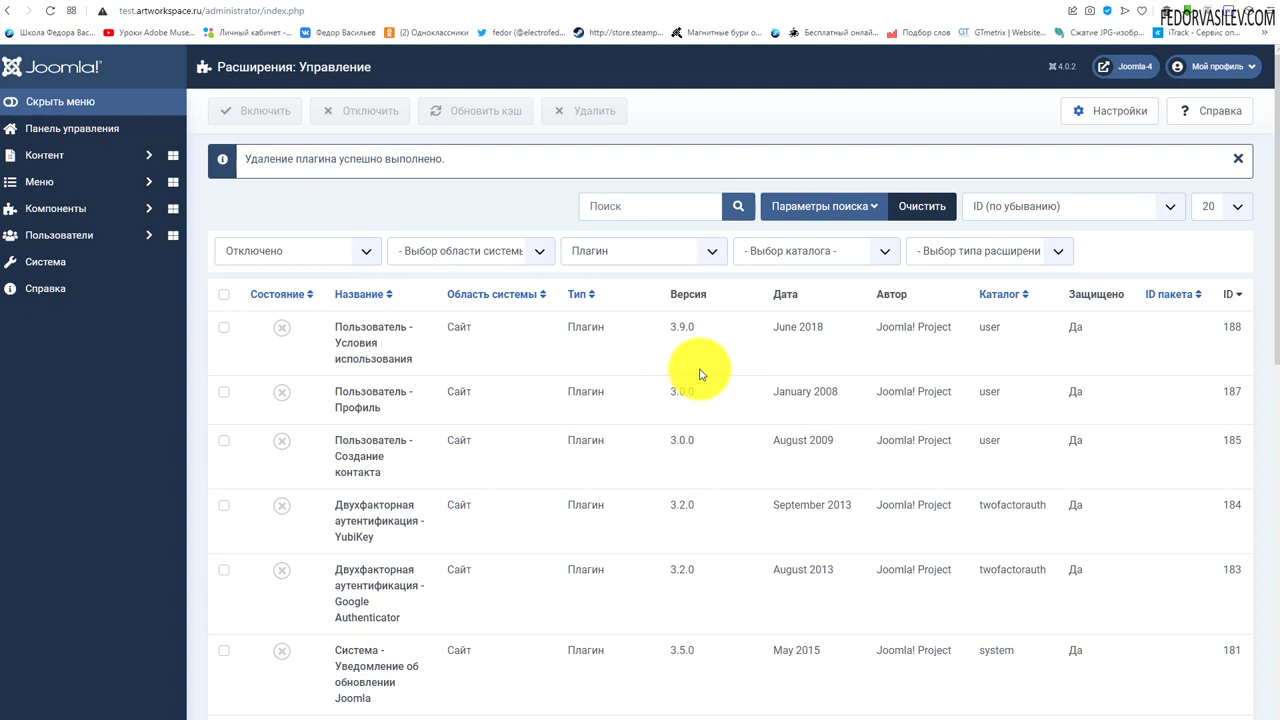 test.artworkspace.ru/administrator/index.php
FEDORVASILEV.COM
Школа Федора Вас...
Уроки Adobe Muse...
Личный кабинет -...
Федор Васильев
(2) Одноклассники
fedor (@electrofed...
http://store.steamp...
Магнитные бури о...
Бесплатный онлай...
Подбор слов
GT GTmetrix | Website...
Сжатие JPG-изобр...
iTrack - Сервис оп...
Joomla!
Расширения: Управление
4.0.2
Joomla-4
Мой профиль
Скрыть меню
Панель управления
Контент
Меню
Компоненты
Пользователи
Система
Справка
Включить
Отключить
Обновить кэш
Удалить
Настройки
? Справка
Удаление плагина успешно выполнено.
Поиск
Параметры поиска
Очистить
ID (по убыванию)
20
Отключено
- Выбор области системы
Плагин
- Выбор каталога -
- Выбор типа расширени
Состояние Название Область системы Тип Версия Дата Автор Каталог Защищено ID пакета ID
Пользователь - Сайт Плагин 3.9.0 June 2018 Joomla! Project user Да 188
Условия
использования
Пользователь - Сайт Плагин 3.0.0 January 2008 Joomla! Project user Да 187
Профиль
Пользователь - Сайт Плагин 3.0.0 August 2009 Joomla! Project user Да 185
Создание
контакта
Двухфакторная Сайт Плагин 3.2.0 September 2013 Joomla! Project twofactorauth Да 184
аутентификация -
YubiKey
Двухфакторная Сайт Плагин 3.2.0 August 2013 Joomla! Project twofactorauth Да 183
аутентификация -
Google
Authenticator
Система - Сайт Плагин 3.5.0 May 2015 Joomla! Project system Да 181
Уведомление об
обновлении
Joomla